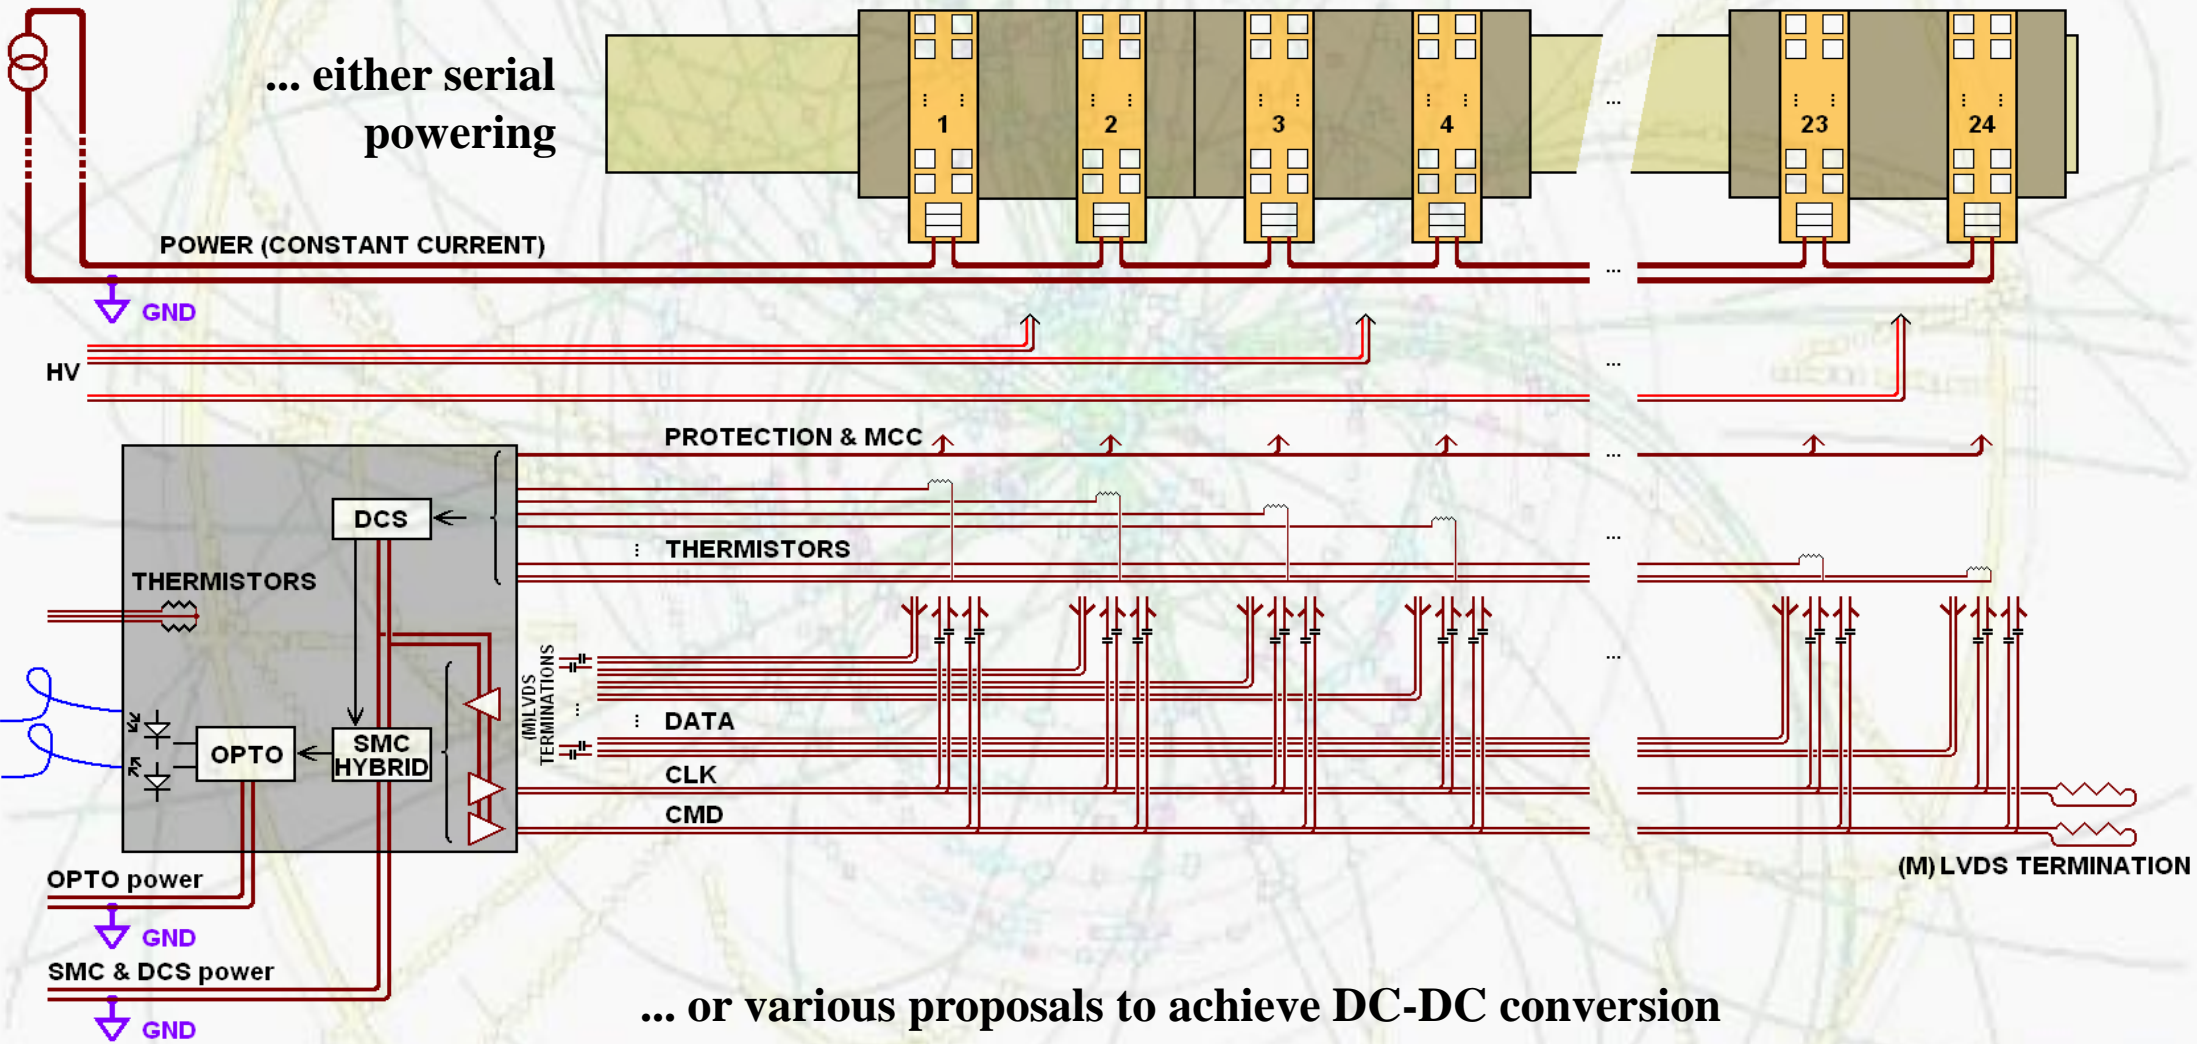 ... either serial
powering
1
2
3
4
...
23
24
POWER (CONSTANT CURRENT)
...
GND
HV
...
PROTECTION & MCC
...
DCS
THERMISTORS
...
THERMISTORS
(M)LVDS
TERMINATIONS
...
DATA
OPTO
SMC
HYBRID
CLK
CMD
(M) LVDS TERMINATION
OPTO power
GND
SMC & DCS power
GND
... or various proposals to achieve DC-DC conversion